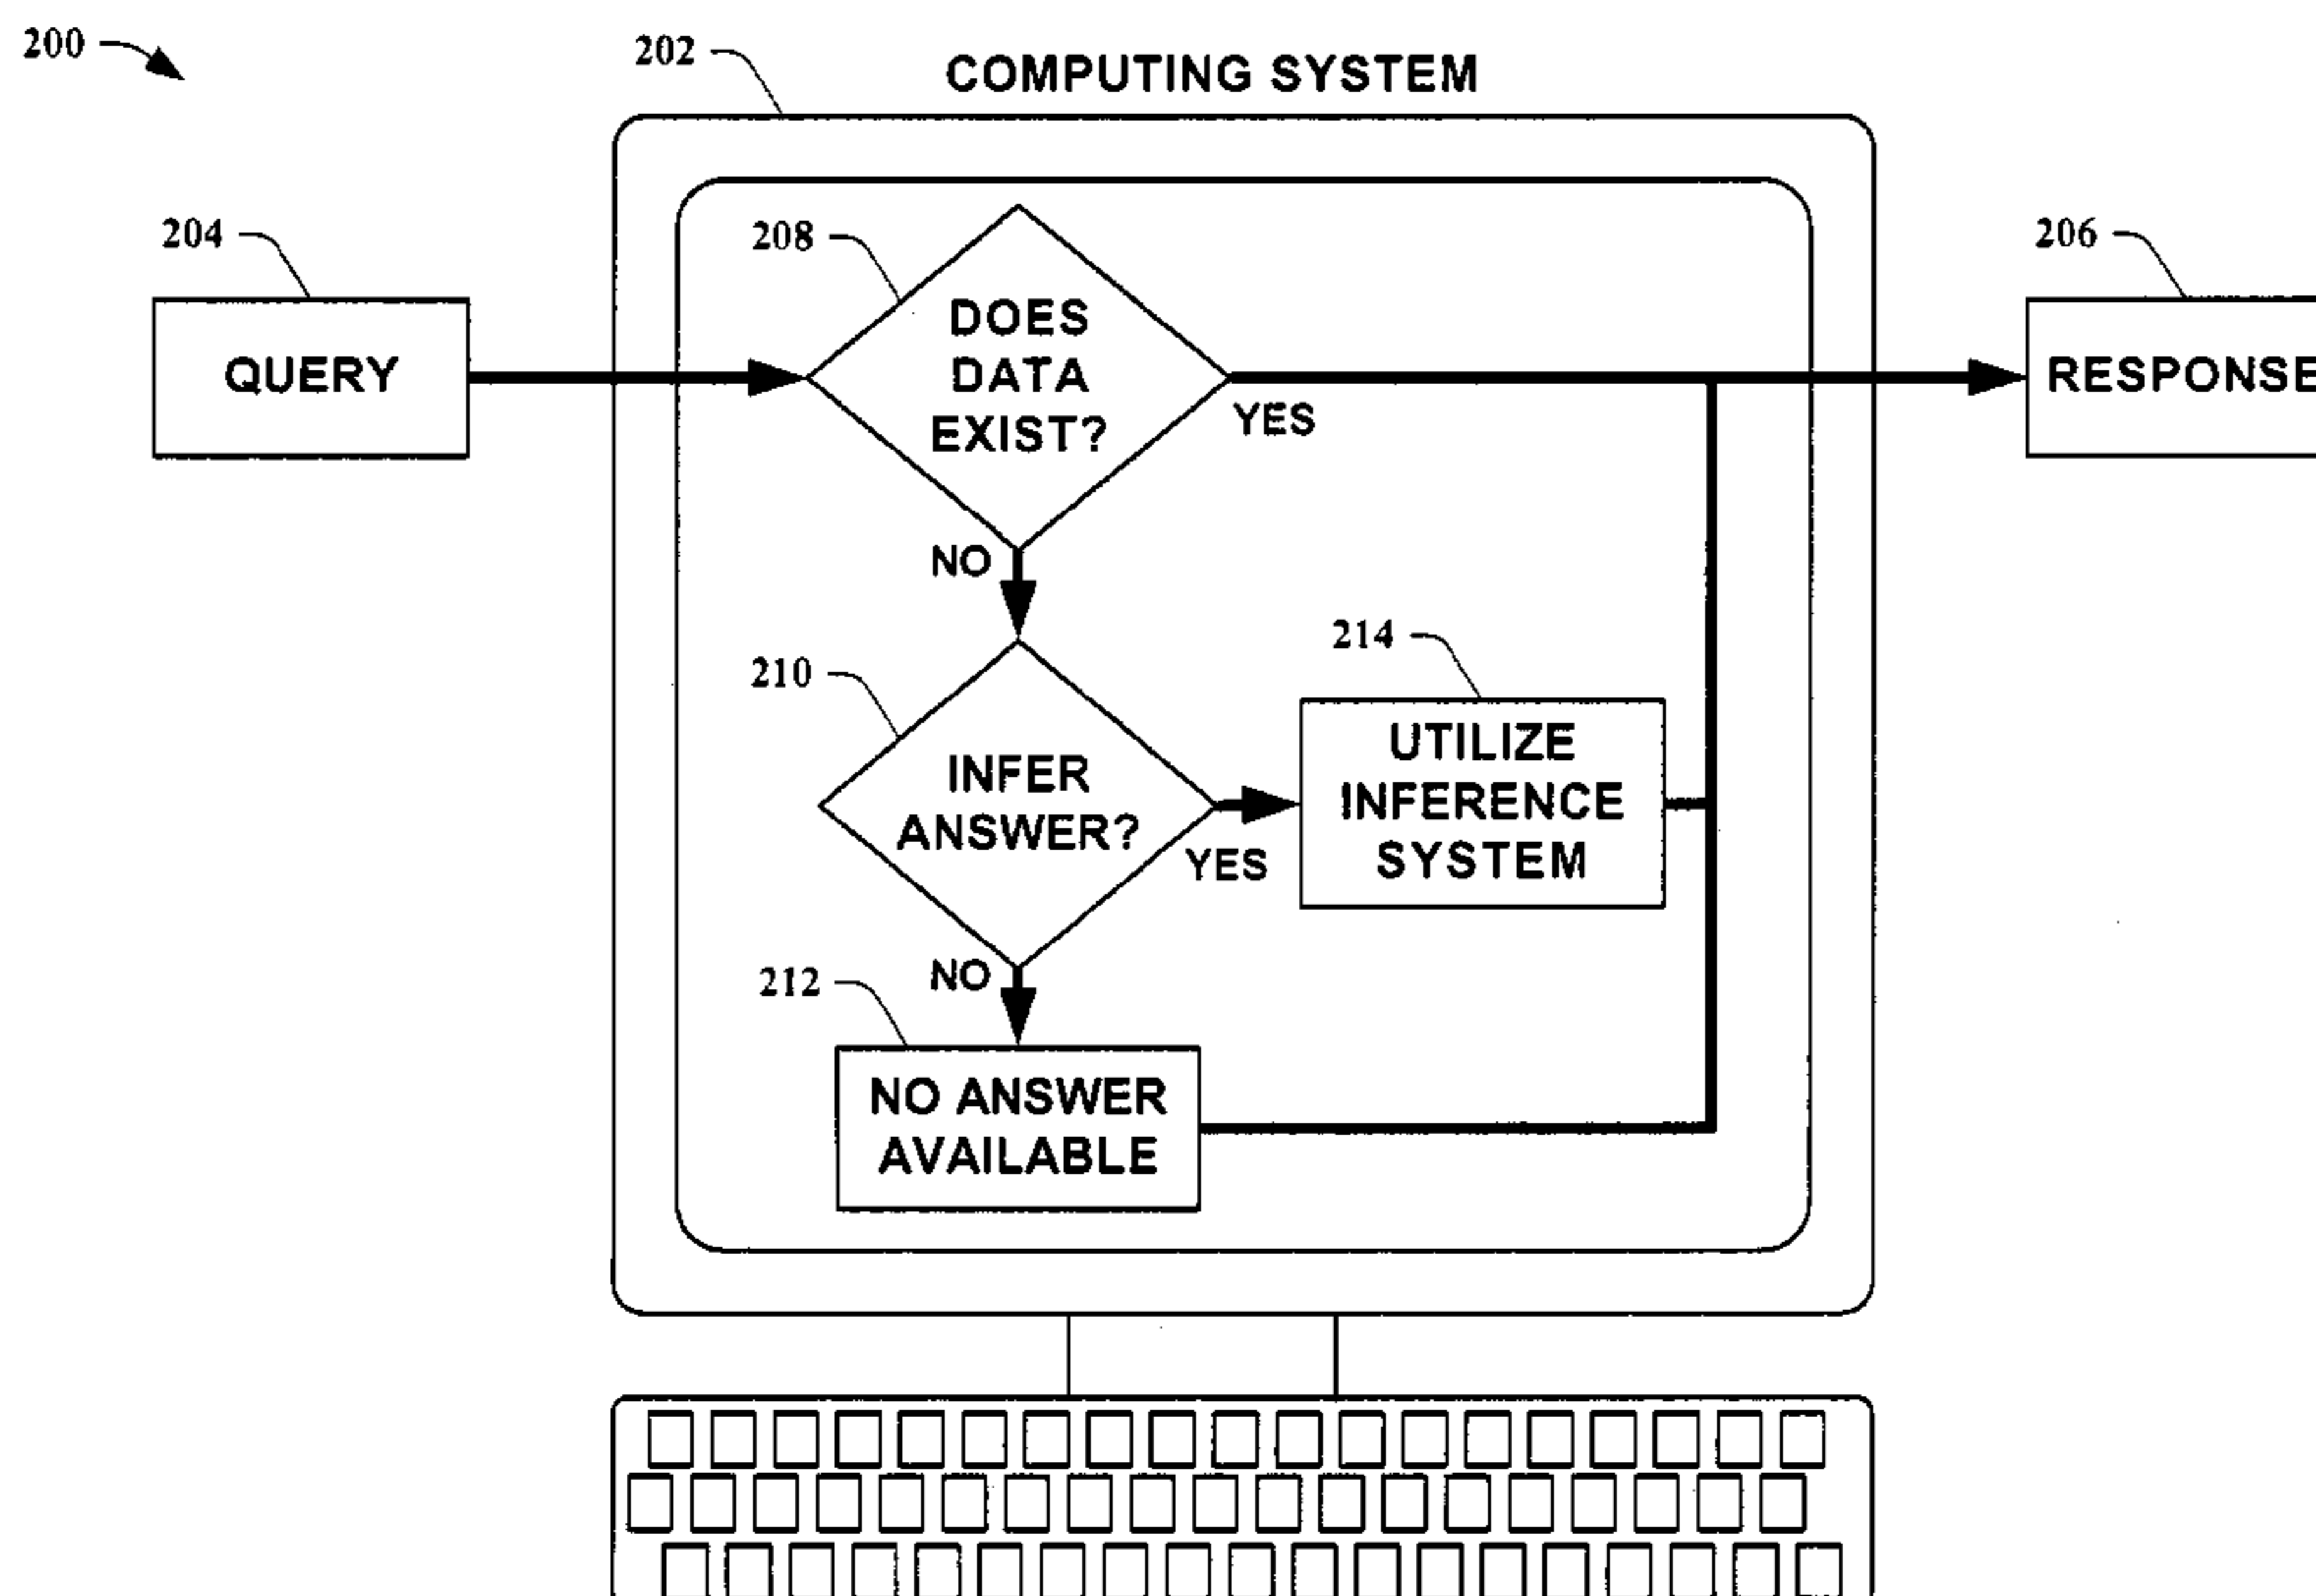 200
202
COMPUTING SYSTEM
204
208
206
QUERY
DOES
DATA
EXIST?
YES
RESPONSE
NO
210
214
INFER
ANSWER?
YES
UTILIZE
INFERENCE
SYSTEM
NO
212
NO ANSWER
AVAILABLE